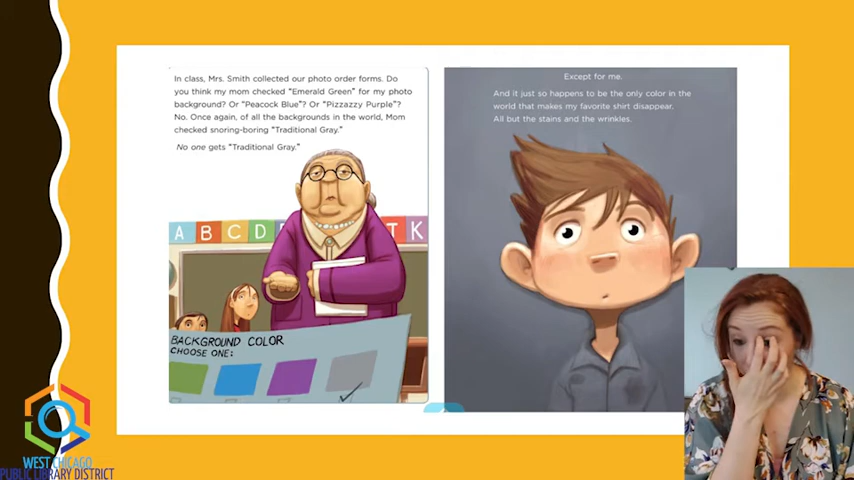 In class, Mrs. Smith collected our photo order forms. Do
you think my mom checked "Emerald Green" for my photo
background? Or "Peacock Blue"? Or "Pizzazzy Purple"?
No. Once again, of all the backgrounds in the world, Mom
checked snoring-boring "Traditional Gray."
No one gets "Traditional Gray."
A B C D T K
BACKGROUND COLOR
CHOOSE ONE:
Except for me.
And it just so happens to be the only color in the
world that makes my favorite shirt disappear.
All but the stains and the wrinkles.
WEST CHICAGO
PUBLIC LIBRARY DISTRICT